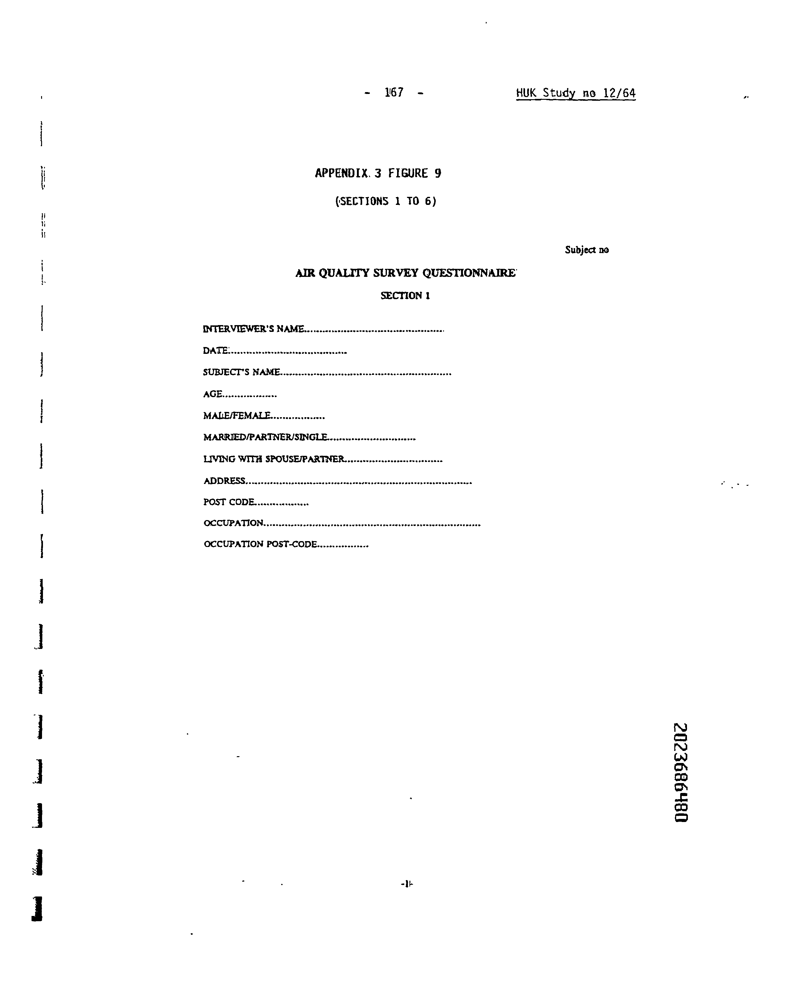 - 167 - HUK Study no 12/64
APPENDIX 3 FIGURE 9
(SECTIONS 1 TO 6)
Subject no
AIR QUALITY SURVEY QUESTIONNAIRE
SECTION 1
INTERVIEWER'S NAME..............................................
DATE.......................................
SUBJECT'S NAME........................................................
AGE..................
MALE/FEMALE..................
MARRIED/PARTNER/SINGLE.............................
LIVING WITH SPOUSE/PARTNER................................
ADDRESS..........................................................................
POST CODE..................
OCCUPATION.......................................................................
OCCUPATION POST-CODE.................
2023686480
-1-